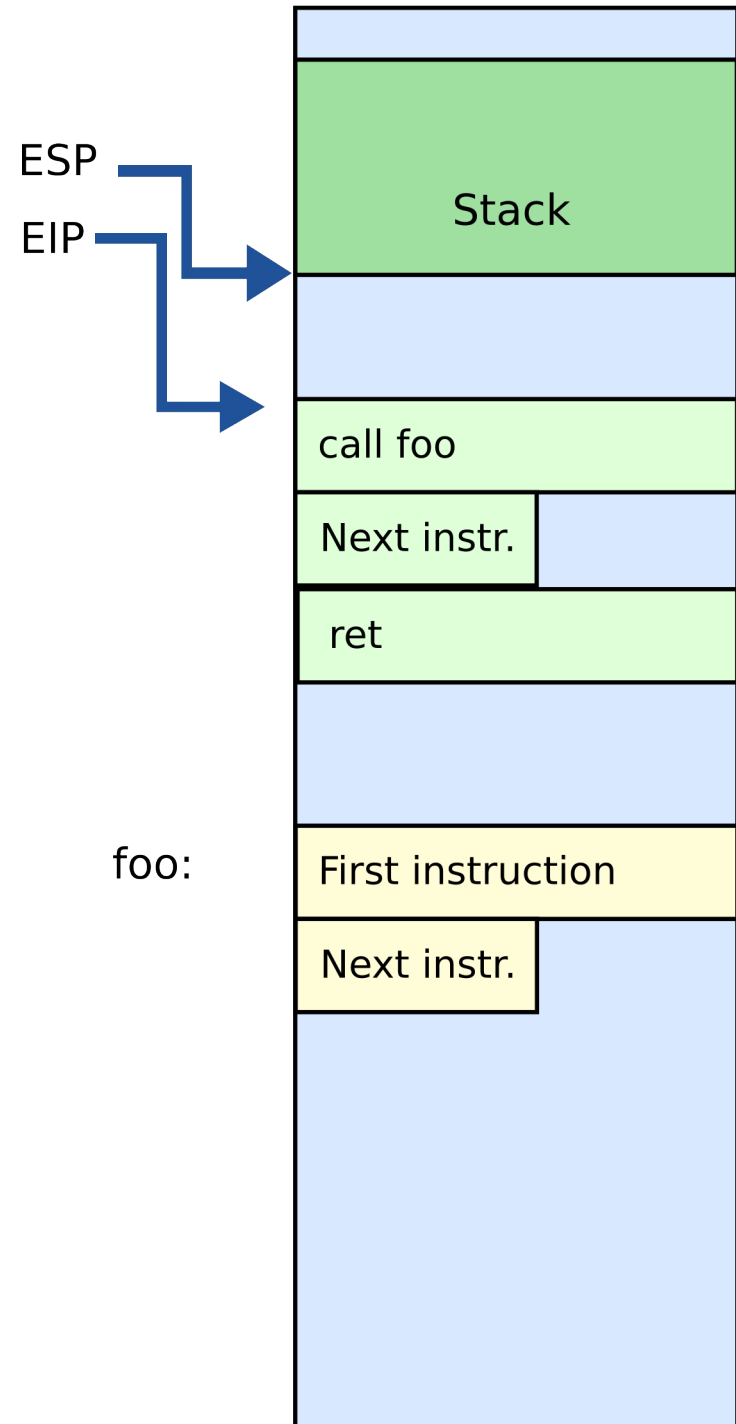 ESP
Stack
EIP
call foo
Next instr.
ret
foo:
First instruction
Next instr.